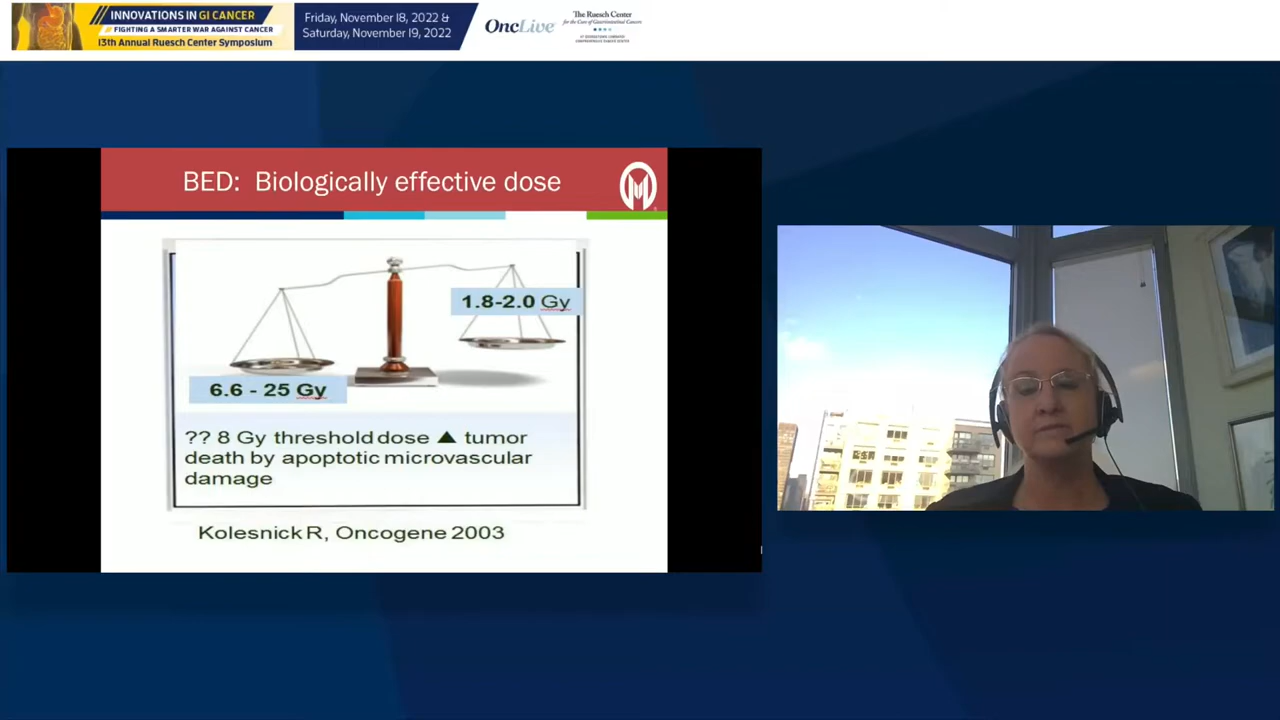 INNOVATIONS IN GI CANCER
FIGHTING A SMARTER WAR AGAINST CANCER
13th Annual Ruesch Center Symposium
Friday, November 18, 2022 &
Saturday, November 19, 2022
OncLive
The Ruesch Center
for the Cure of Gastrointestinal Cancers
BED: Biologically effective dose
1.8-2.0 Gy
6.6 - 25 Gy
?? 8 Gy threshold dose ▲ tumor
death by apoptotic microvascular
damage
Kolesnick R, Oncogene 2003